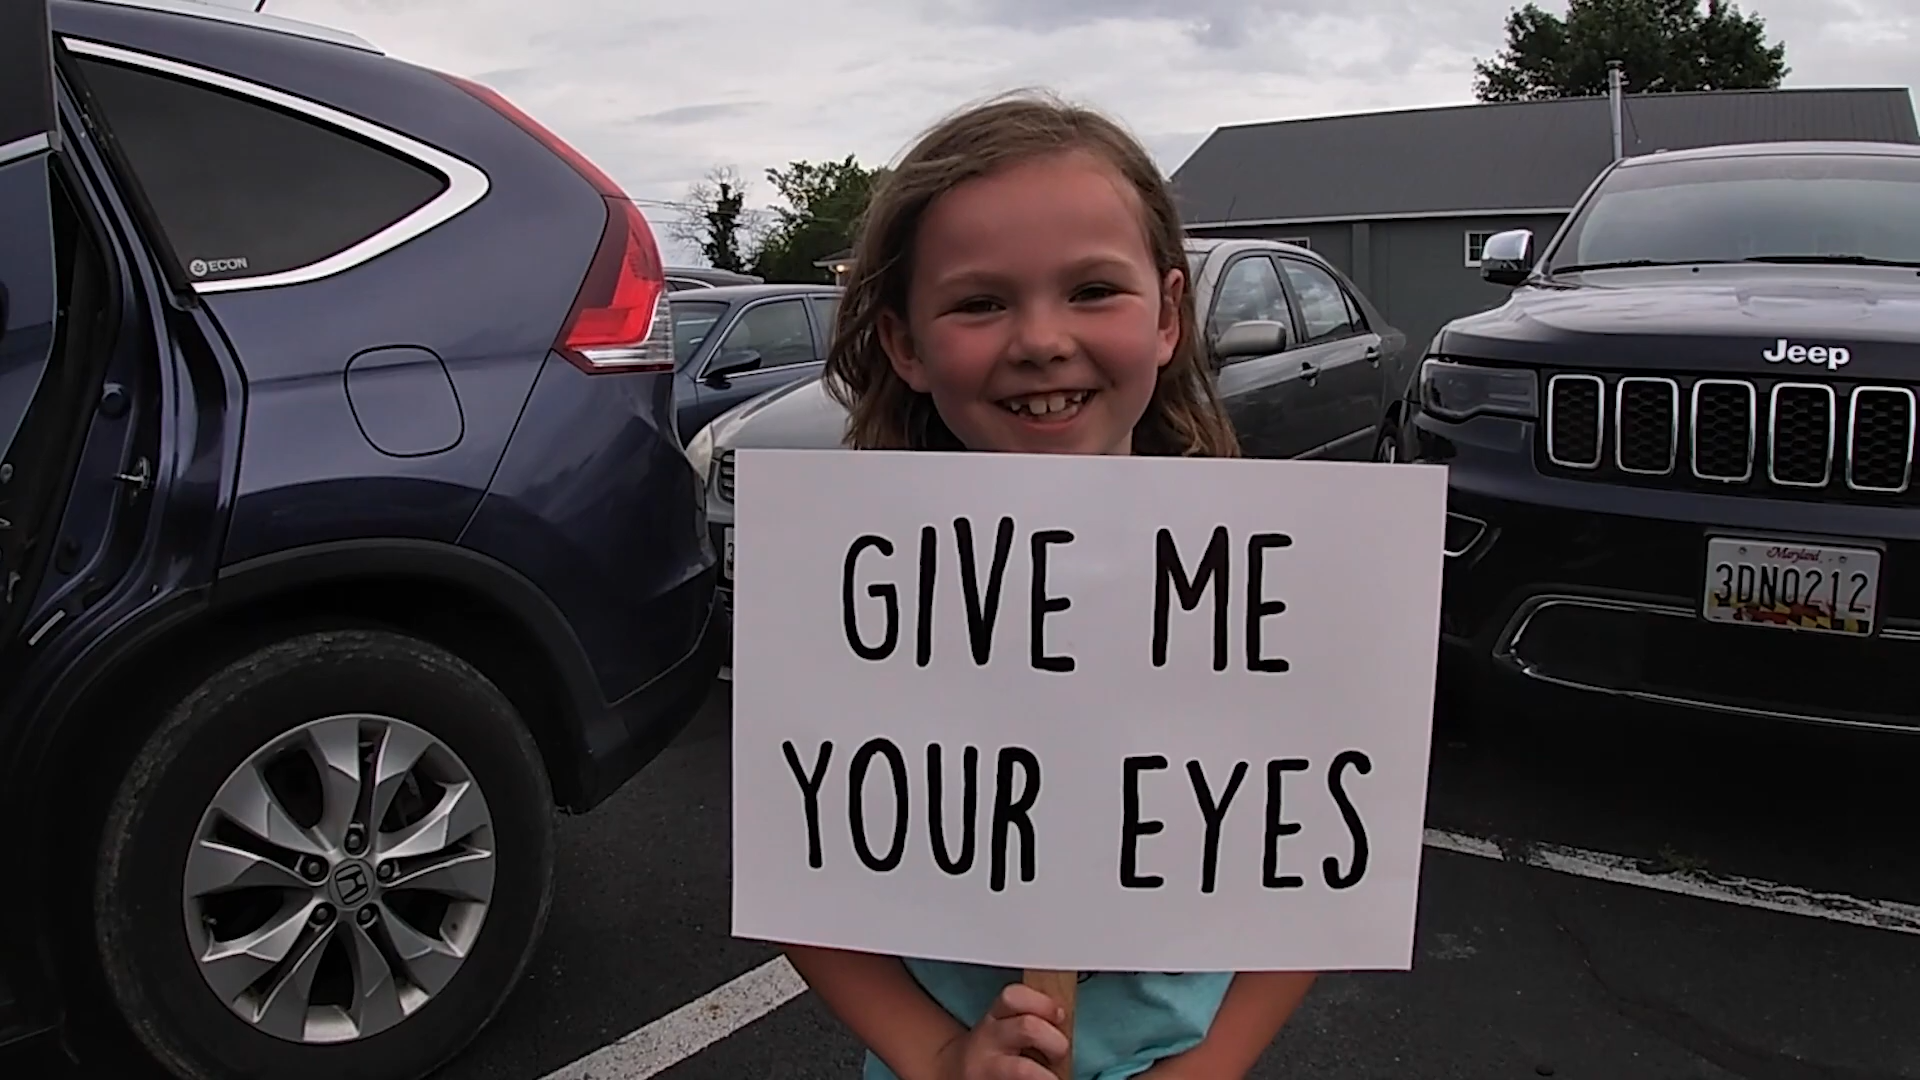 ECON
Jeep
GIVE ME
Maryland
3DN0212
YOUR EYES